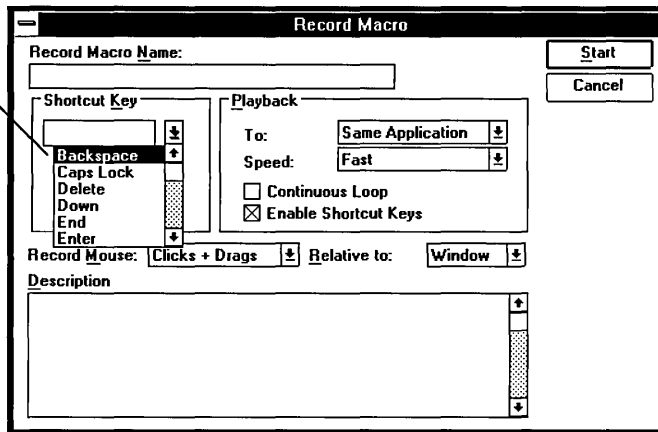 Record Macro
Record Macro Name:
Start
Cancel
Shortcut Key
Backspace
Caps Lock
Delete
Down
End
Enter
Playback
To: Same Application
Speed: Fast
Continuous Loop
Enable Shortcut Keys
Record Mouse: Clicks + Drags Relative to: Window
Description